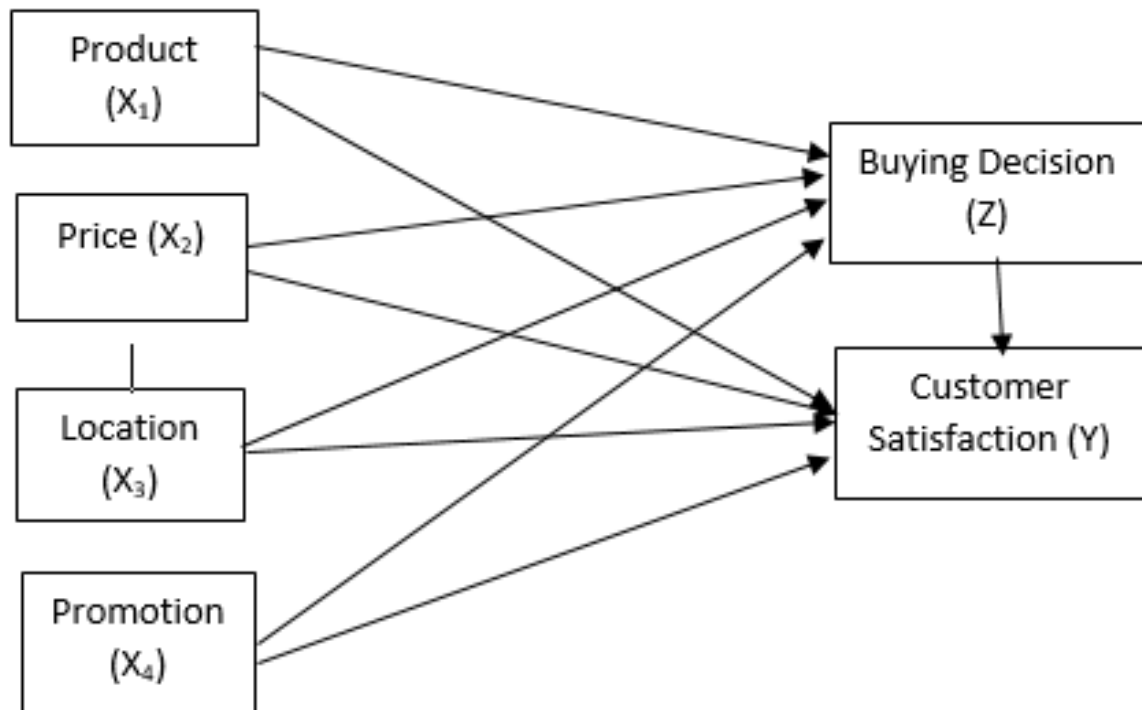 Product
(X₁)
Price (X₂)
Location
(X₃)
Promotion
(X₄)
Buying Decision
(Z)
Customer
Satisfaction (Y)